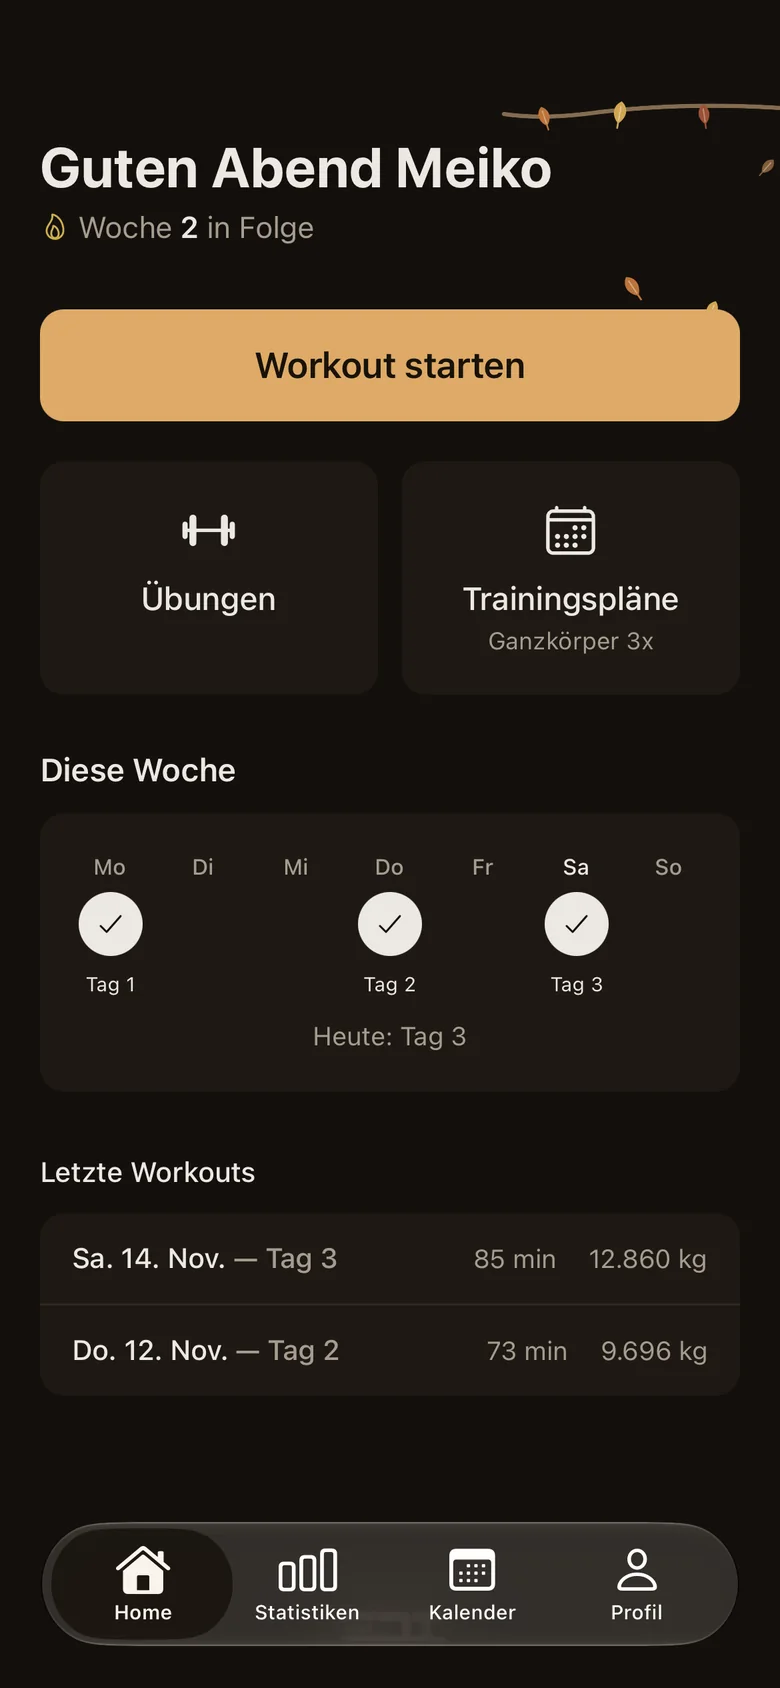 Guten Abend Meiko
Woche 2 in Folge
Workout starten
Übungen
Trainingspläne
Ganzkörper 3x
Diese Woche
Mo Di Mi Do Fr Sa So
Tag 1 Tag 2 Tag 3
Heute: Tag 3
Letzte Workouts
Sa. 14. Nov. — Tag 3 85 min 12.860 kg
Do. 12. Nov. — Tag 2 73 min 9.696 kg
Home Statistiken Kalender Profil